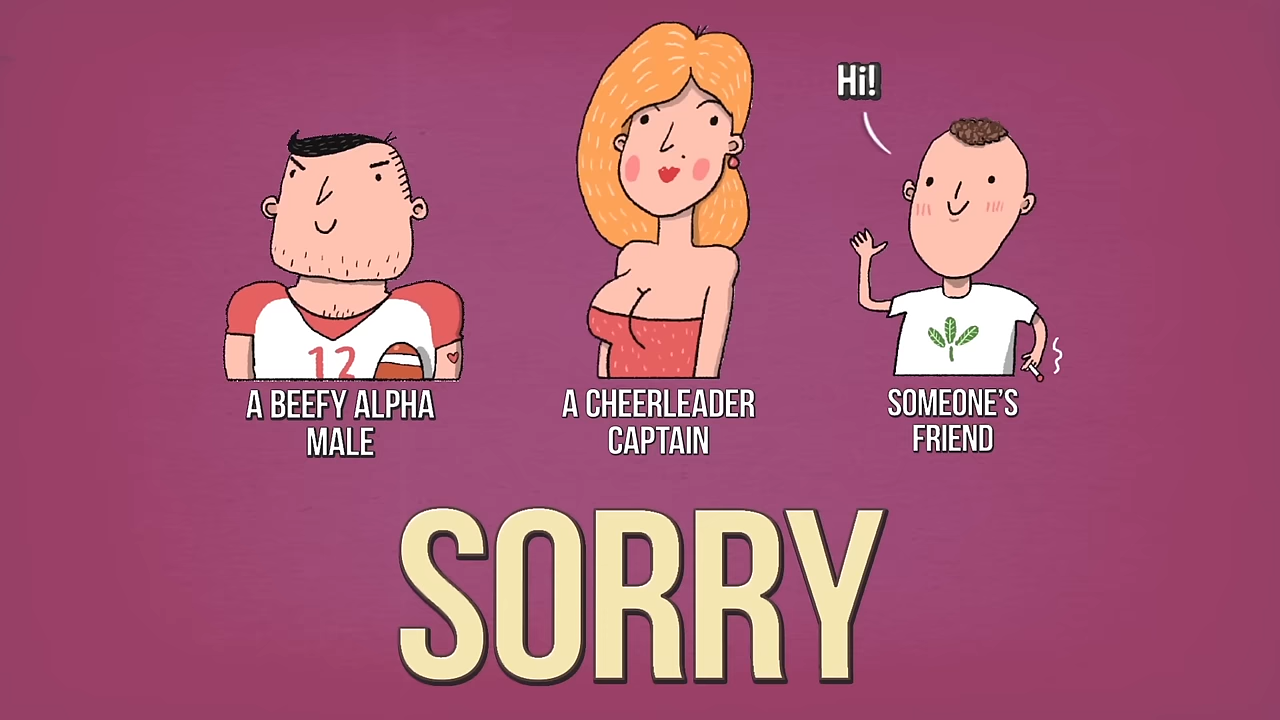 Hi!
12
A BEEFY ALPHA
MALE
A CHEERLEADER
CAPTAIN
SOMEONE'S
FRIEND
SORRY